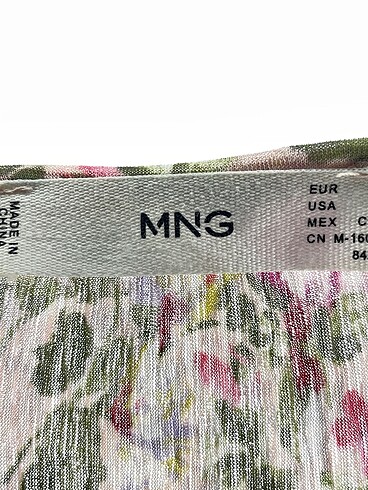 MADE IN
CHINA
MNG
EUR
USA
MEX C
CN M-160
84